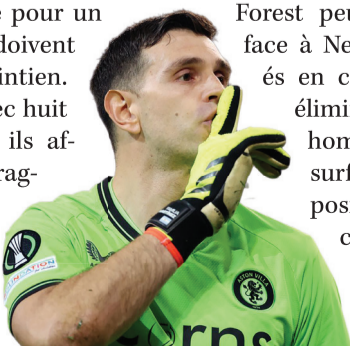 e pour un
doivent
intien.
ec huit
ils af-
rag-
Forest peu
face à Ne
és en c
élimi
hom
surf
pos
c
ASTON VILLA